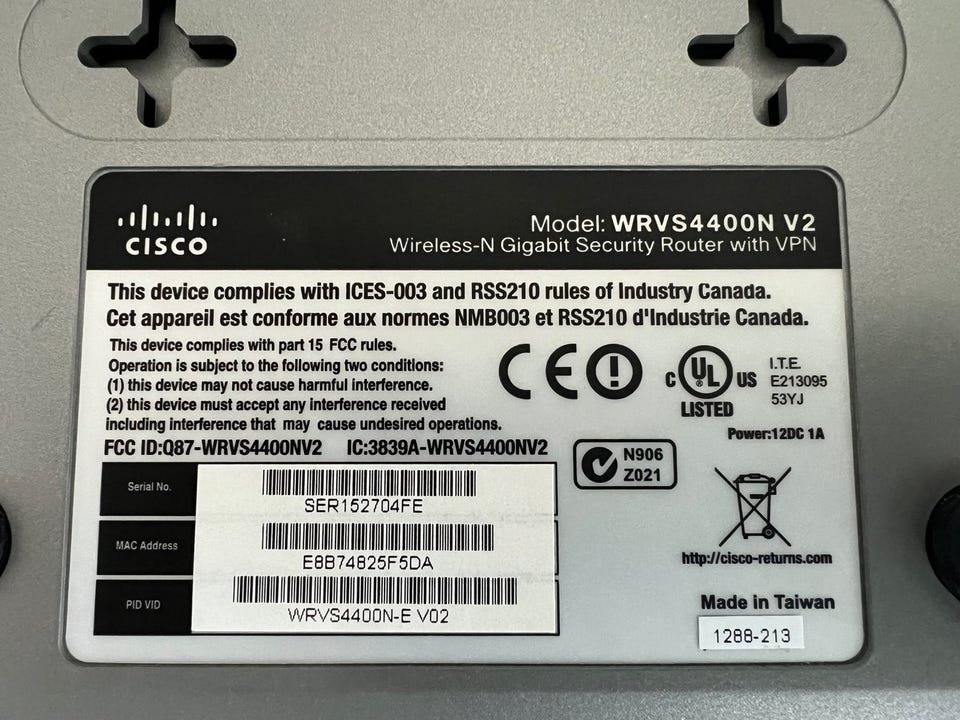 CISCO
Model: WRVS4400N V2
Wireless-N Gigabit Security Router with VPN
This device complies with ICES-003 and RSS210 rules of Industry Canada.
Cet appareil est conforme aux normes NMB003 et RSS210 d'Industrie Canada.
This device complies with part 15 FCC rules.
Operation is subject to the following two conditions:
(1) this device may not cause harmful interference.
(2) this device must accept any interference received
including interference that may cause undesired operations.
FCC ID:Q87-WRVS4400NV2 IC:3839A-WRVS4400NV2
CE
C UL US
LISTED
I.T.E.
E213095
53YJ
Power:12DC 1A
N906
Z021
Serial No.
SER152704FE
MAC Address
E8B74825F5DA
PID VID
WRVS4400N-E V02
http://cisco-returns.com
Made in Taiwan
1288-213